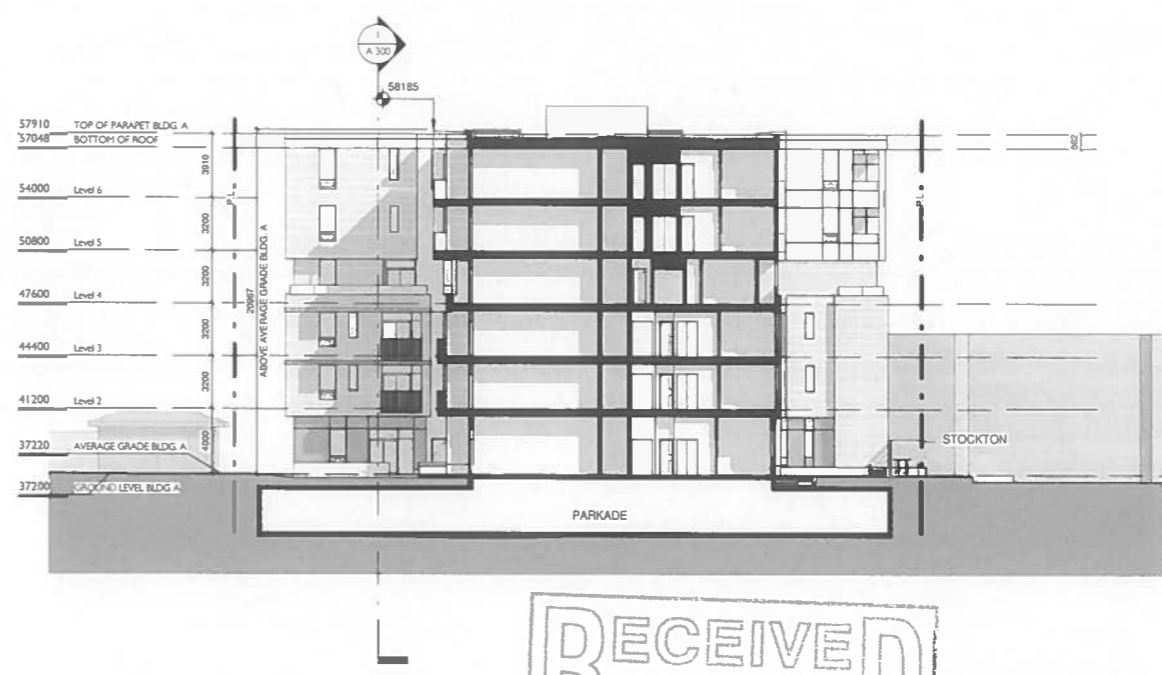 1
A 300
58185
57910 TOP OF PARAPET BLDG. A
57048 BOTTOM OF ROOF
3910
862
54000 Level 6
P.L.
P.L.
3200
50800 Level 5
3200
47600 Level 4
20967
ABOVE AVERAGE GRADE BLDG. A
3200
44400 Level 3
3200
41200 Level 2
4000
37220 AVERAGE GRADE BLDG. A
STOCKTON
37200 GROUND LEVEL BLDG A
PARKADE
RECEIVED